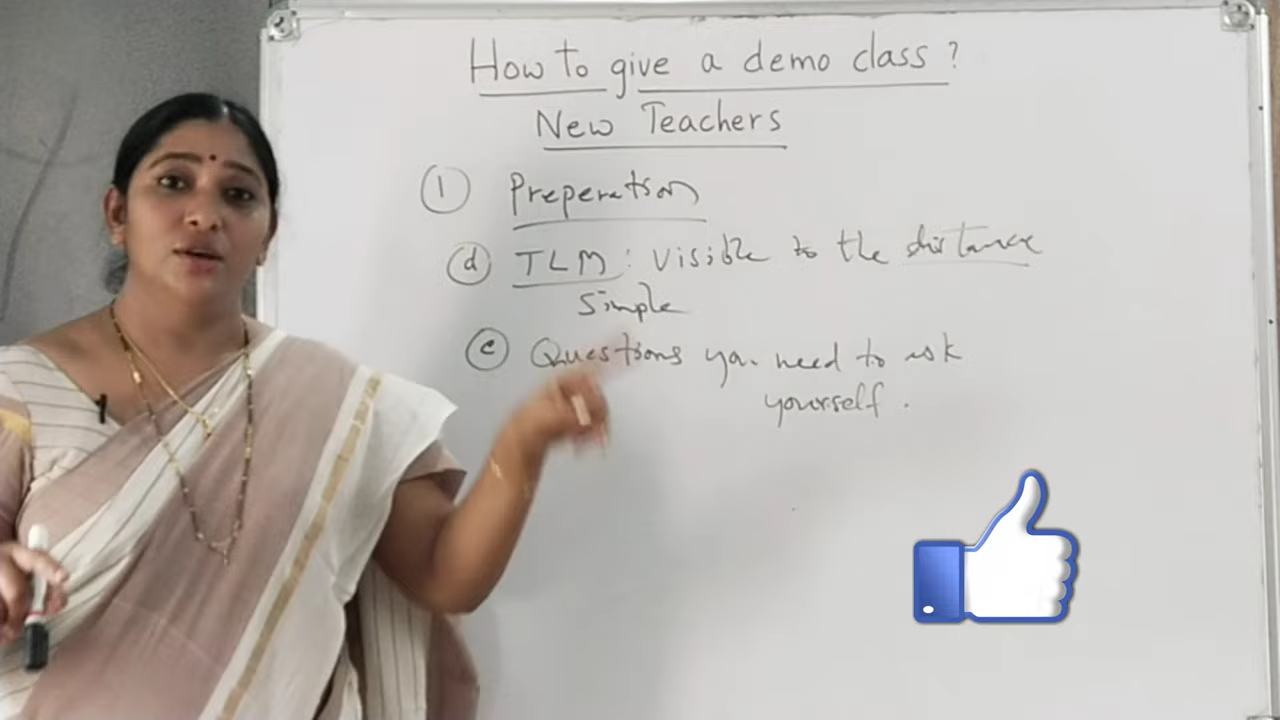 How to give a demo class?
New Teachers
① Preperation
ⓓ TLM: Visible to the distance
Simple
ⓔ Questions you need to ask
yourself.